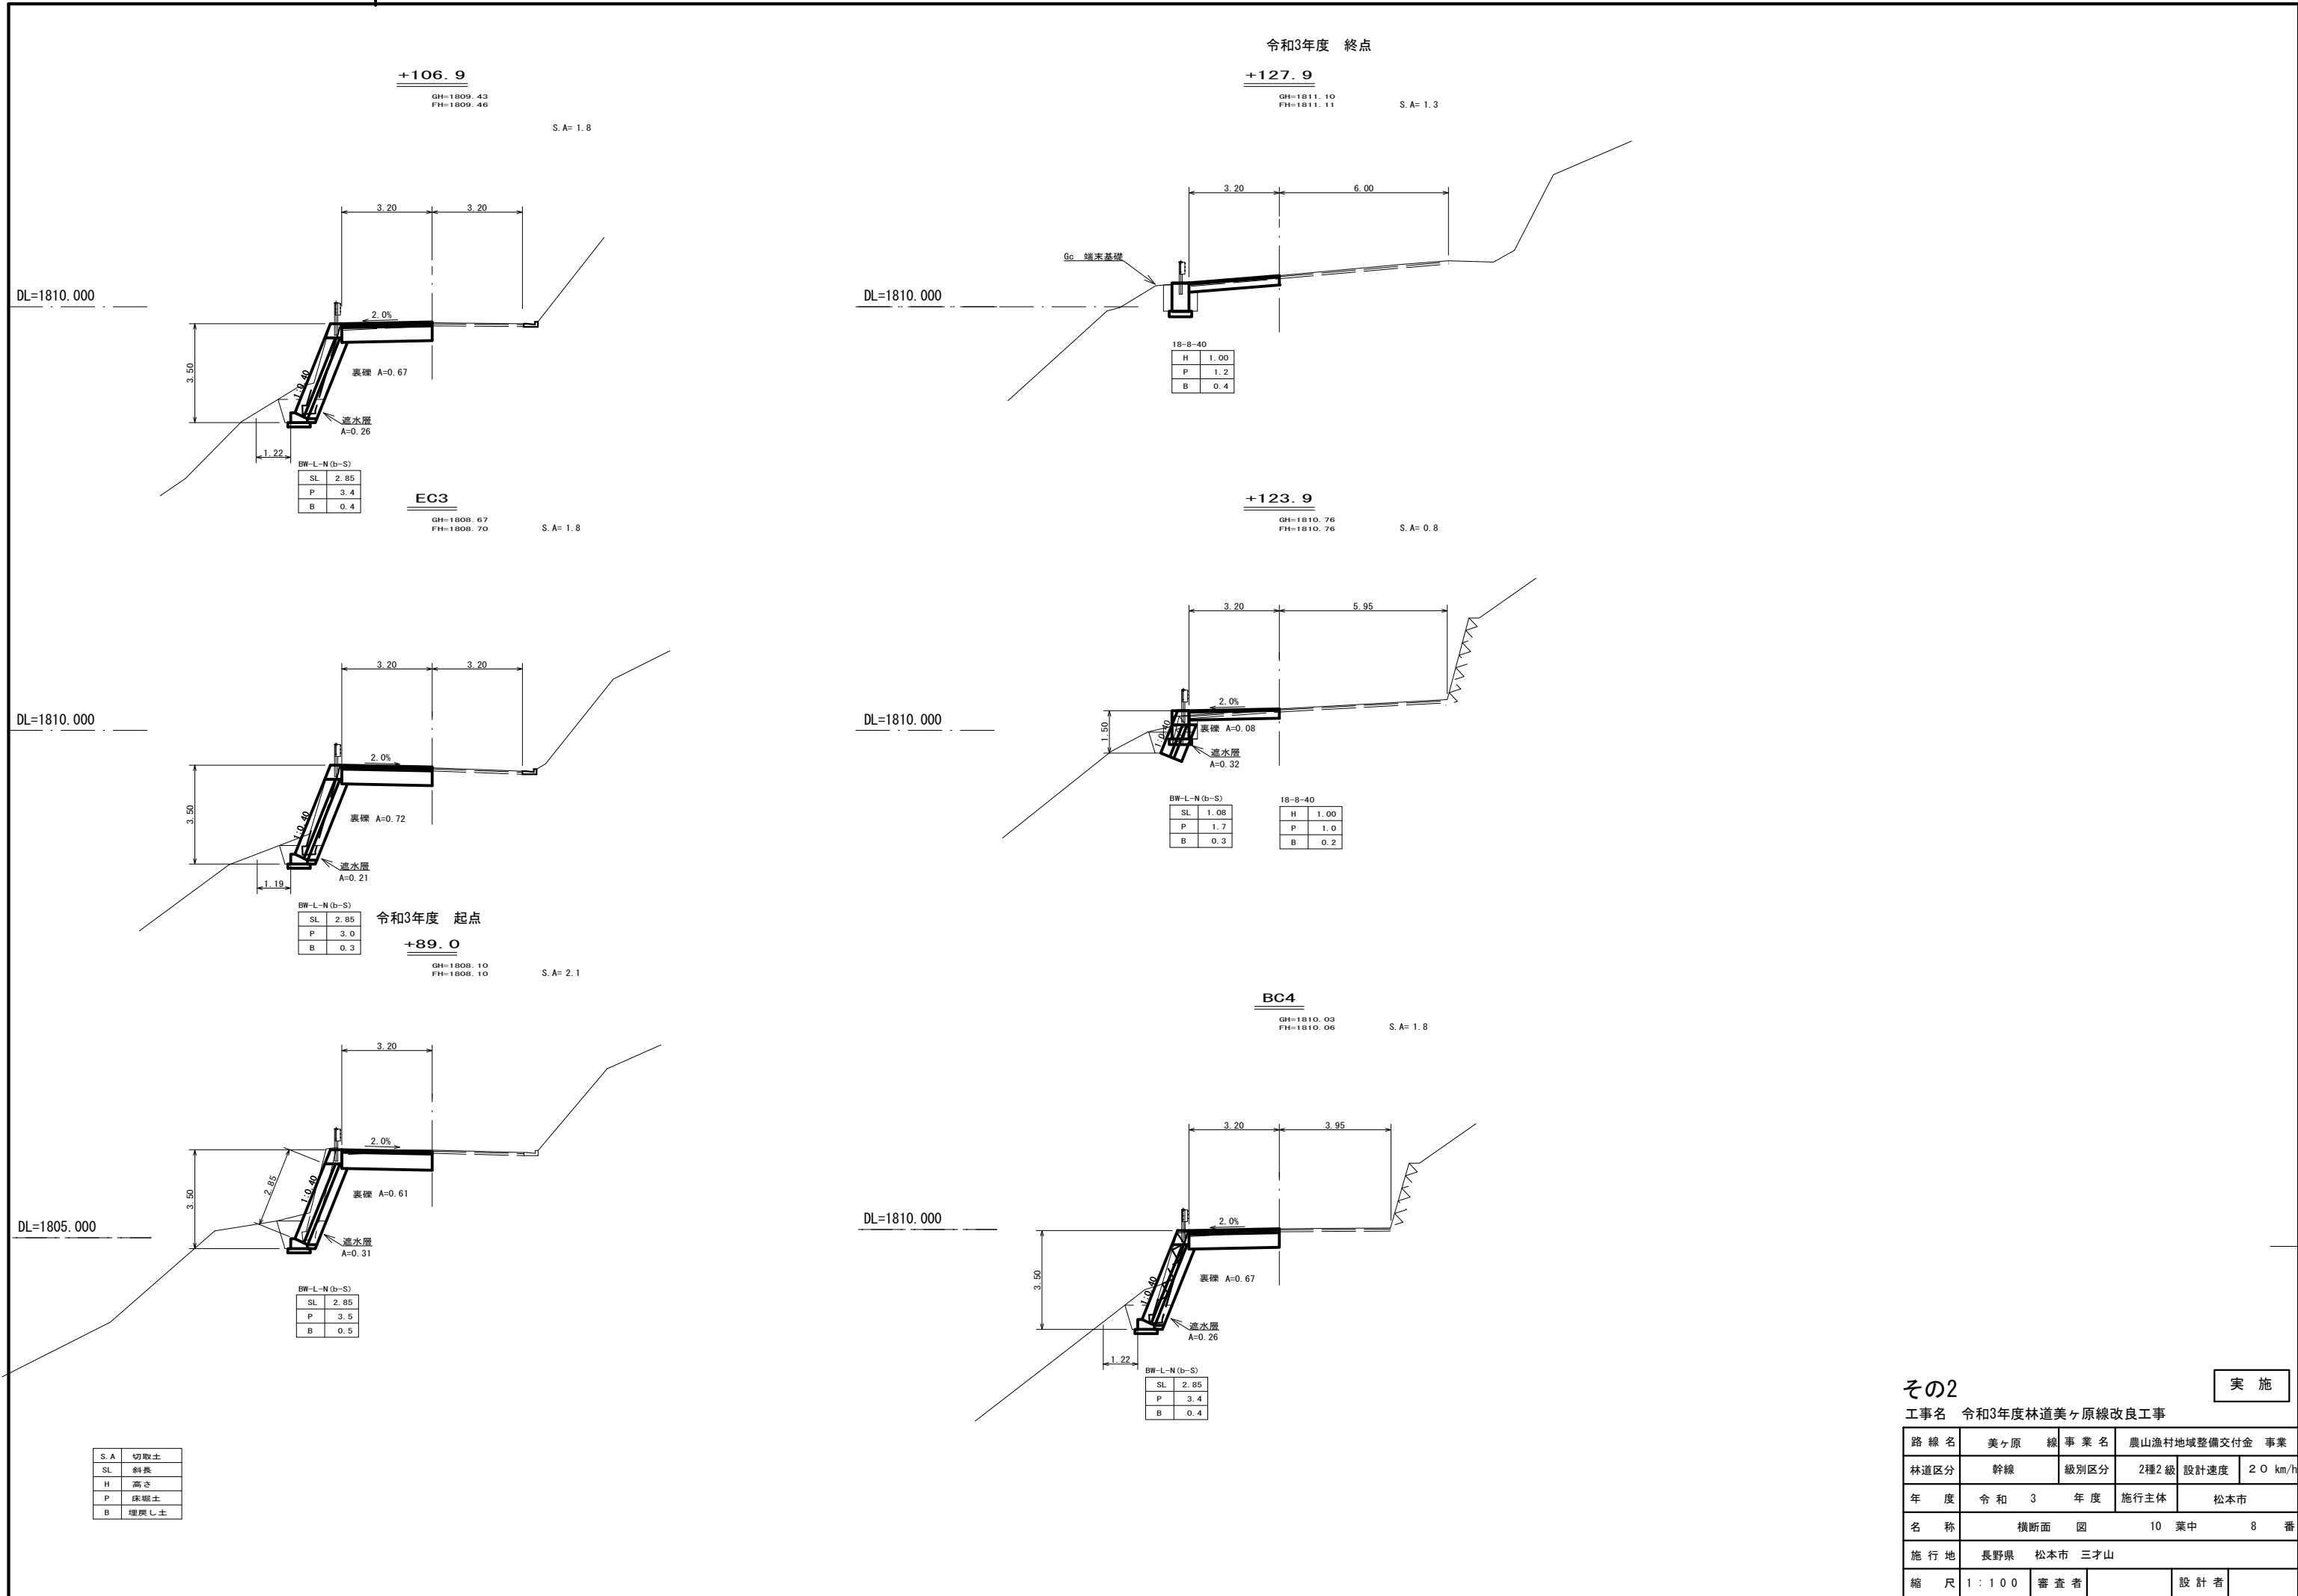 +106.9
GH=1809.43
FH=1809.46
S.A= 1.8
3.20
3.20
DL=1810.000
2.0%
3.50
1:0.40
裏礫 A=0.67
遮水層
A=0.26
1.22
BW-L-N(b-S)
SL 2.85
P 3.4
B 0.4
EC3
GH=1808.67
FH=1808.70
S.A= 1.8
3.20
3.20
DL=1810.000
2.0%
3.50
1:0.40
裏礫 A=0.72
遮水層
A=0.21
1.19
BW-L-N(b-S)
SL 2.85
P 3.0
B 0.3
令和3年度 起点
+89.0
GH=1808.10
FH=1808.10
S.A= 2.1
3.20
2.0%
2.85
3.50
1:0.40
裏礫 A=0.61
DL=1805.000
遮水層
A=0.31
BW-L-N(b-S)
SL 2.85
P 3.5
B 0.5
S.A 切取土
SL 斜長
H 高さ
P 床堀土
B 埋戻し土
令和3年度 終点
+127.9
GH=1811.10
FH=1811.11
S.A= 1.3
3.20
6.00
Gc 端末基礎
DL=1810.000
18-8-40
H 1.00
P 1.2
B 0.4
+123.9
GH=1810.76
FH=1810.76
S.A= 0.8
3.20
5.95
DL=1810.000
2.0%
1.50
1:0.40
裏礫 A=0.08
遮水層
A=0.32
BW-L-N(b-S)
SL 1.08
P 1.7
B 0.3
18-8-40
H 1.00
P 1.0
B 0.2
BC4
GH=1810.03
FH=1810.06
S.A= 1.8
3.20
3.95
DL=1810.000
2.0%
3.50
1:0.40
裏礫 A=0.67
遮水層
A=0.26
1.22
BW-L-N(b-S)
SL 2.85
P 3.4
B 0.4
その2
実 施
工事名 令和3年度林道美ヶ原線改良工事
路線名 美ヶ原 線 事業名 農山漁村地域整備交付金 事業
林道区分 幹線 級別区分 2種2級 設計速度 20 km/h
年度 令和 3 年度 施行主体 松本市
名称 横断面 図 10 葉中 8 番
施行地 長野県 松本市 三才山
縮尺 1:100 審査者 設計者